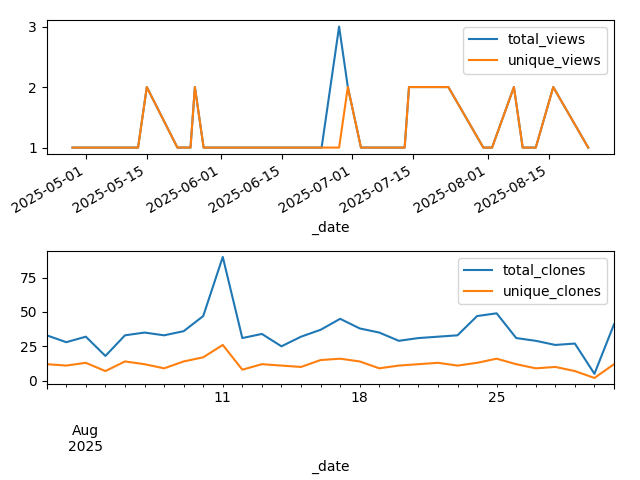 3
2
1
total_views
unique_views
2025-05-01
2025-05-15
2025-06-01
2025-06-15
2025-07-01
2025-07-15
2025-08-01
2025-08-15
_date
75
50
25
0
total_clones
unique_clones
11
18
25
Aug
2025
_date